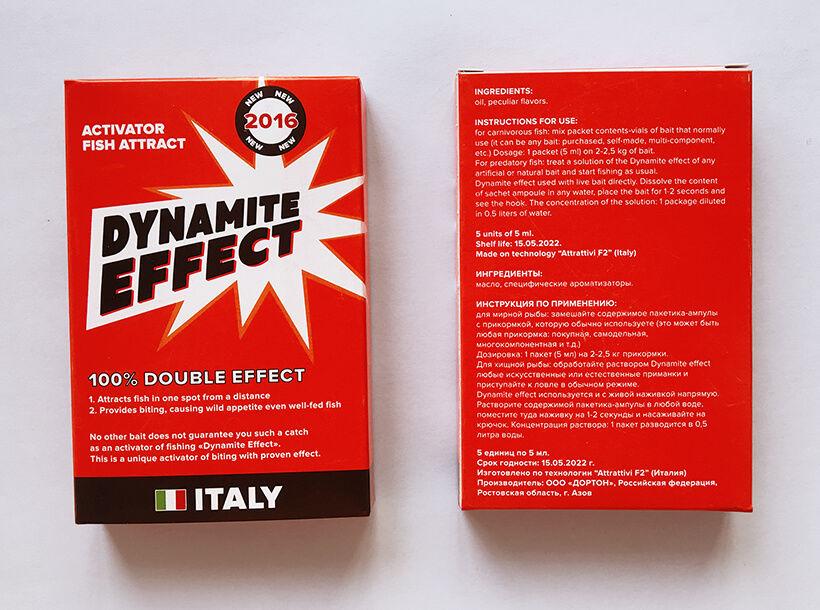 ACTIVATOR
FISH ATTRACT
NEW NEW
2016
NEW NEW
DYNAMITE
EFFECT
100% DOUBLE EFFECT
1. Attracts fish in one spot from a distance
2. Provides biting, causing wild appetite even well-fed fish
No other bait does not guarantee you such a catch
as an activator of fishing «Dynamite Effect».
This is a unique activator of biting with proven effect.
ITALY
INGREDIENTS:
oil, peculiar flavors.
INSTRUCTIONS FOR USE:
for carnivorous fish: mix packet contents-vials of bait that normally
use (it can be any bait: purchased, self-made, multi-component,
etc.) Dosage: 1 packet (5 ml) on 2-2,5 kg of bait.
For predatory fish: treat a solution of the Dynamite effect of any
artificial or natural bait and start fishing as usual.
Dynamite effect used with live bait directly. Dissolve the content
of sachet ampoule in any water, place the bait for 1-2 seconds and
see the hook. The concentration of the solution: 1 package diluted
in 0.5 liters of water.
5 units of 5 ml.
Shelf life: 15.05.2022.
Made on technology "Attrattivi F2" (Italy)
ИНГРЕДИЕНТЫ:
масло, специфические ароматизаторы.
ИНСТРУКЦИЯ ПО ПРИМЕНЕНИЮ:
для мирной рыбы: замешайте содержимое пакетика-ампулы
с прикормкой, которую обычно используете (это может быть
любая прикормка: покупная, самодельная,
многокомпонентная и т.д.)
Дозировка: 1 пакет (5 мл) на 2-2,5 кг прикормки.
Для хищной рыбы: обработайте раствором Dynamite effect
любые искусственные или естественные приманки и
приступайте к ловле в обычном режиме.
Dynamite effect используется и с живой наживкой напрямую.
Растворите содержимой пакетика-ампулы в любой воде,
поместите туда наживку на 1-2 секунды и насаживайте на
крючок. Концентрация раствора: 1 пакет разводится в 0,5
литра воды.
5 единиц по 5 мл.
Срок годности: 15.05.2022 г.
Изготовлено по технологии "Attrattivi F2" (Италия)
Производитель: ООО «ДОРТОН», Российская федерация,
Ростовская область, г. Азов